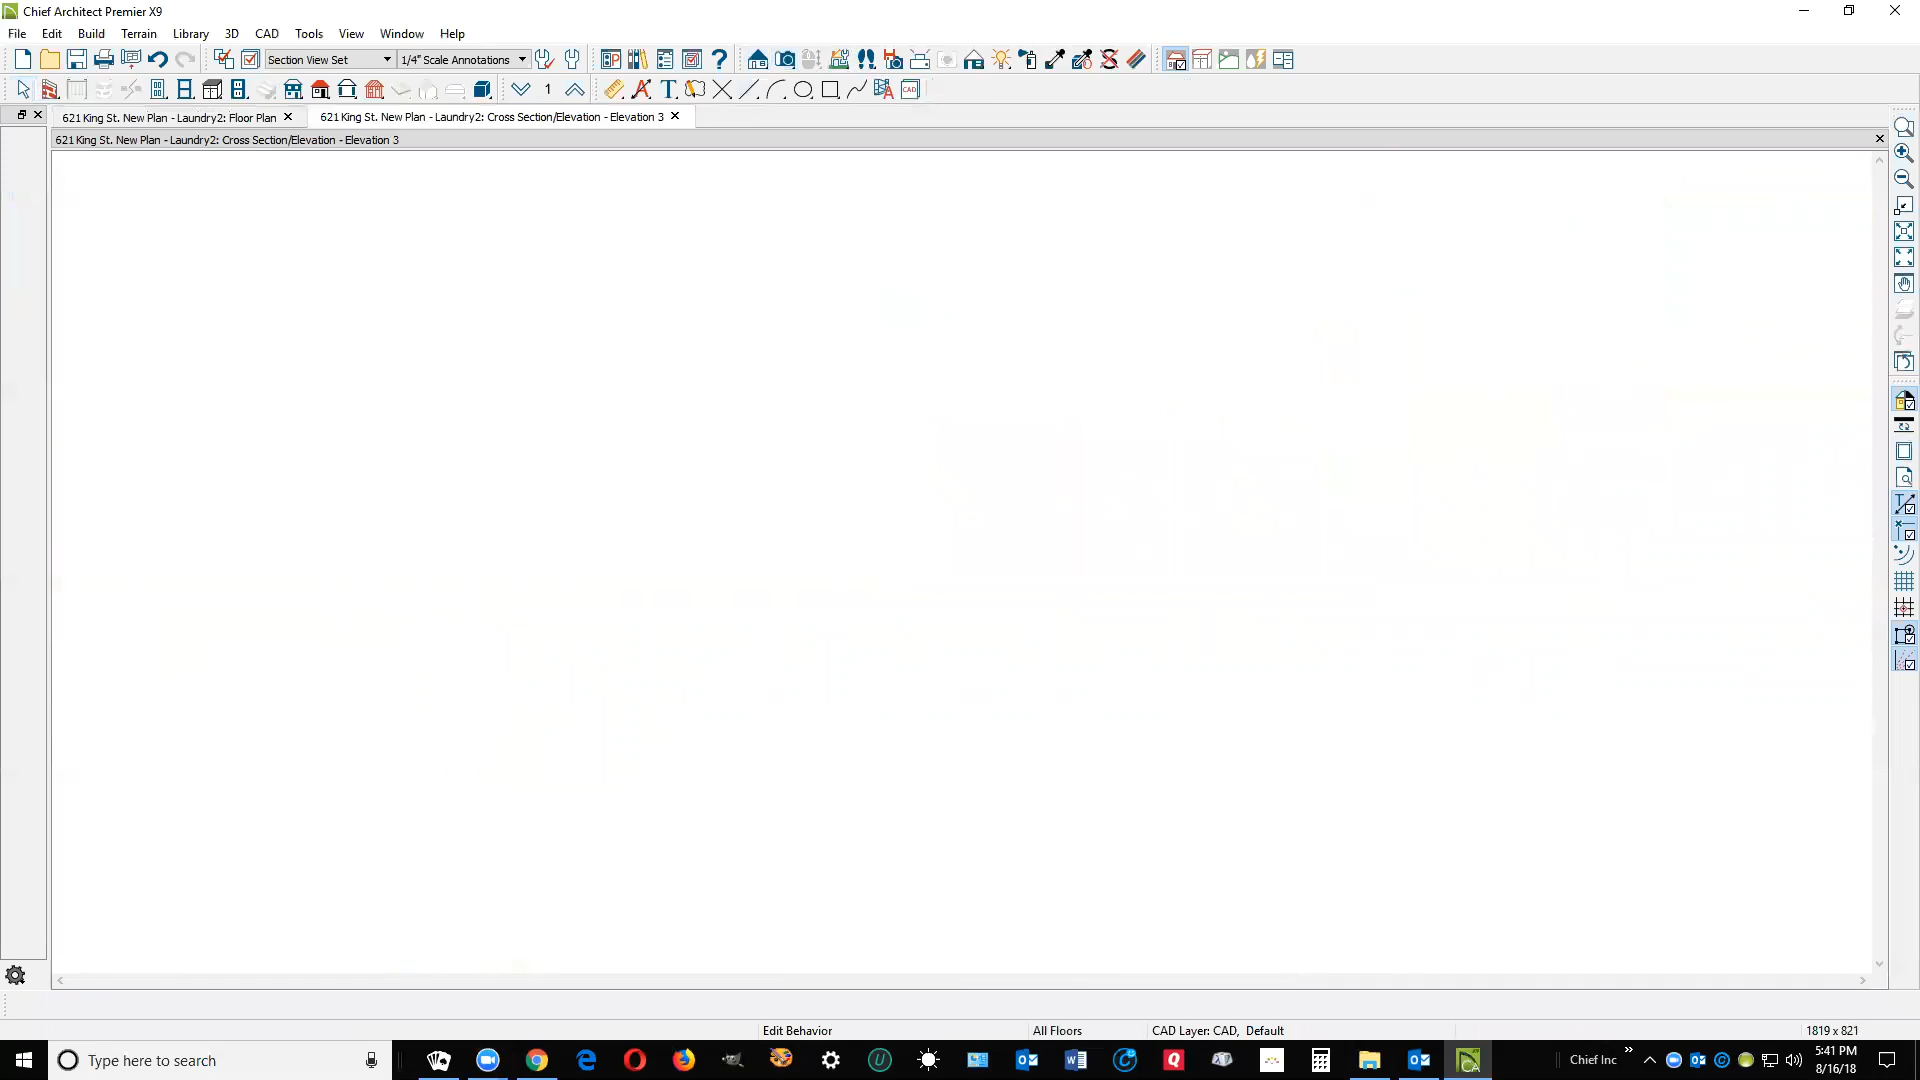 Chief Architect Premier X9
File Edit Build Terrain Library 3D CAD Tools View Window Help
Section View Set 1/4" Scale Annotations
1
621 King St. New Plan - Laundry2: Floor Plan 621 King St. New Plan - Laundry2: Cross Section/Elevation - Elevation 3
621 King St. New Plan - Laundry2: Cross Section/Elevation - Elevation 3
Edit Behavior All Floors CAD Layer: CAD, Default 1819 x 821
Type here to search Chief Inc 5:41 PM
8/16/18